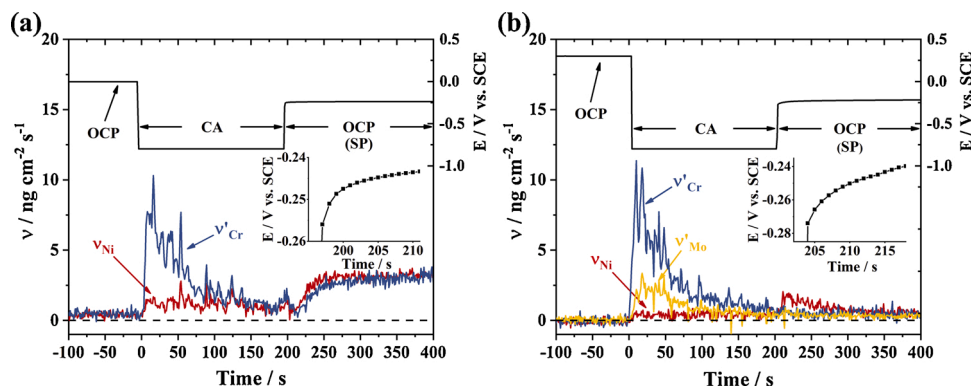 (a)
20
15
10
5
0
ν / ng cm⁻² s⁻¹
0.5
0.0
-0.5
-1.0
E / V vs. SCE
OCP
CA
OCP
(SP)
-0.24
-0.25
-0.26
E / V vs. SCE
200 205 210
Time / s
νNi
ν'Cr
-100 -50 0 50 100 150 200 250 300 350 400
Time / s
(b)
20
15
10
5
0
ν / ng cm⁻² s⁻¹
0.5
0.0
-0.5
-1.0
E / V vs. SCE
OCP
CA
OCP
(SP)
-0.24
-0.26
-0.28
E / V vs. SCE
204 207 210 213 216
Time / s
ν'Cr
ν'Mo
νNi
-100 -50 0 50 100 150 200 250 300 350 400
Time / s